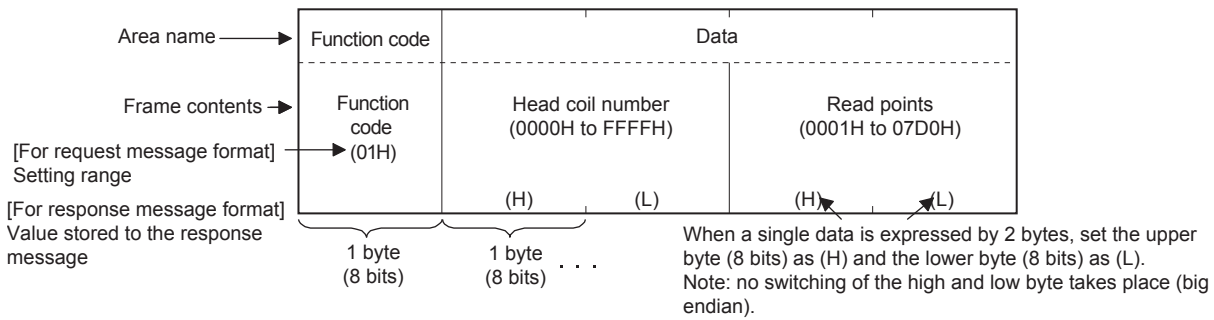 Area name
Function code
Data
Frame contents
Function
code
(01H)
Head coil number
(0000H to FFFFH)
Read points
(0001H to 07D0H)
[For request message format]
Setting range
(H)
(L)
(H)
(L)
[For response message format]
Value stored to the response
message
1 byte
(8 bits)
1 byte
(8 bits)
. . .
When a single data is expressed by 2 bytes, set the upper
byte (8 bits) as (H) and the lower byte (8 bits) as (L).
Note: no switching of the high and low byte takes place (big
endian).